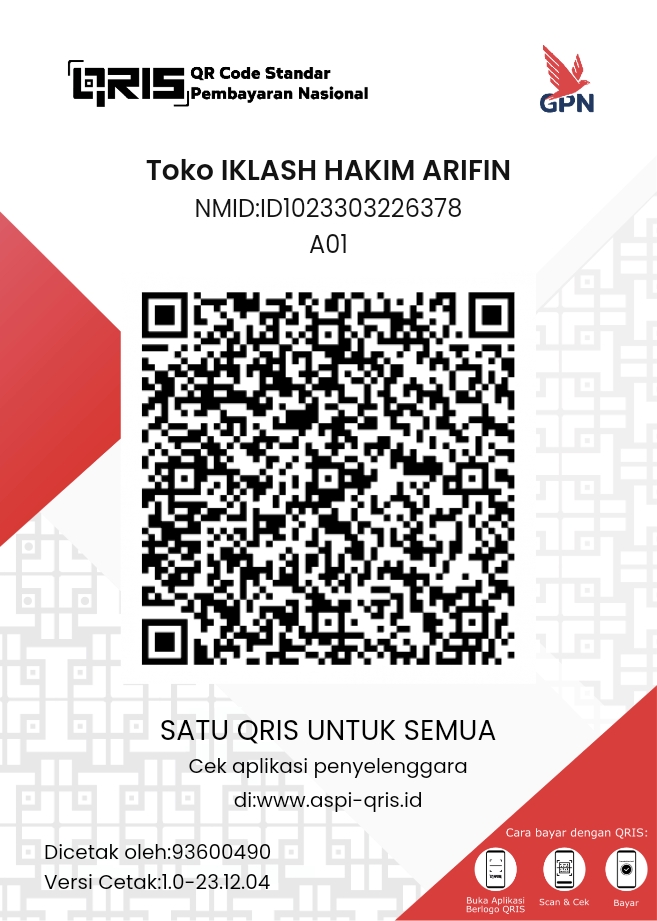 QRIS QR Code Standar
Pembayaran Nasional
GPN
Toko IKLASH HAKIM ARIFIN
NMID:ID1023303226378
A01
SATU QRIS UNTUK SEMUA
Cek aplikasi penyelenggara
di:www.aspi-qris.id
Dicetak oleh:93600490
Versi Cetak:1.0-23.12.04
Cara bayar dengan QRIS:
Buka Aplikasi
Berlogo QRIS
Scan & Cek
Bayar